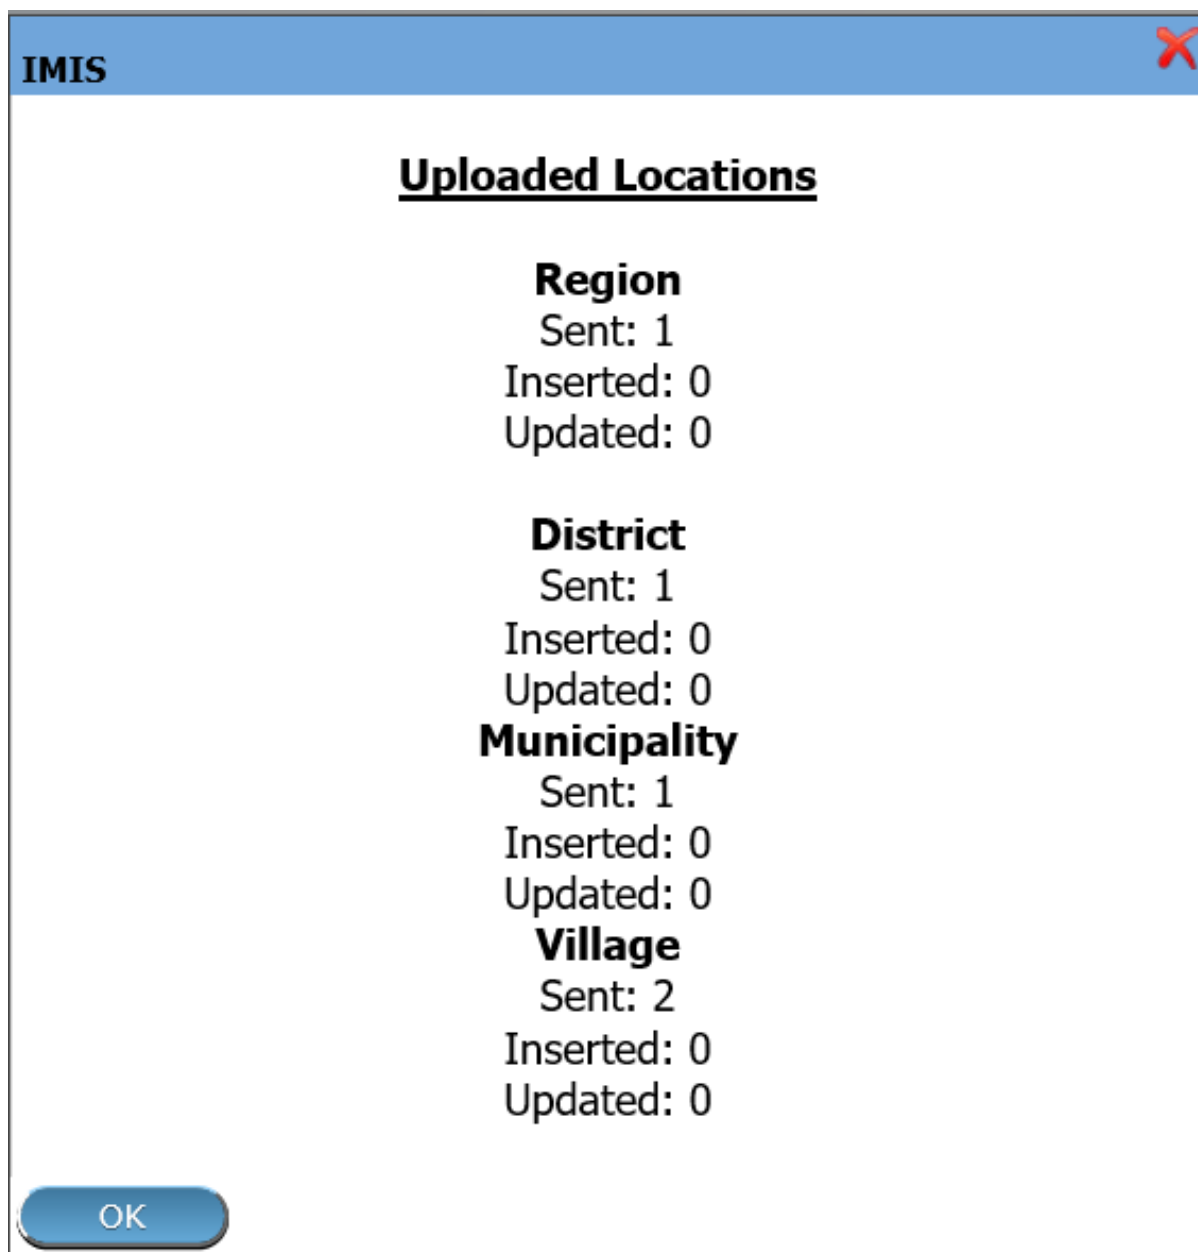 IMIS
Uploaded Locations
Region
Sent: 1
Inserted: 0
Updated: 0
District
Sent: 1
Inserted: 0
Updated: 0
Municipality
Sent: 1
Inserted: 0
Updated: 0
Village
Sent: 2
Inserted: 0
Updated: 0
OK